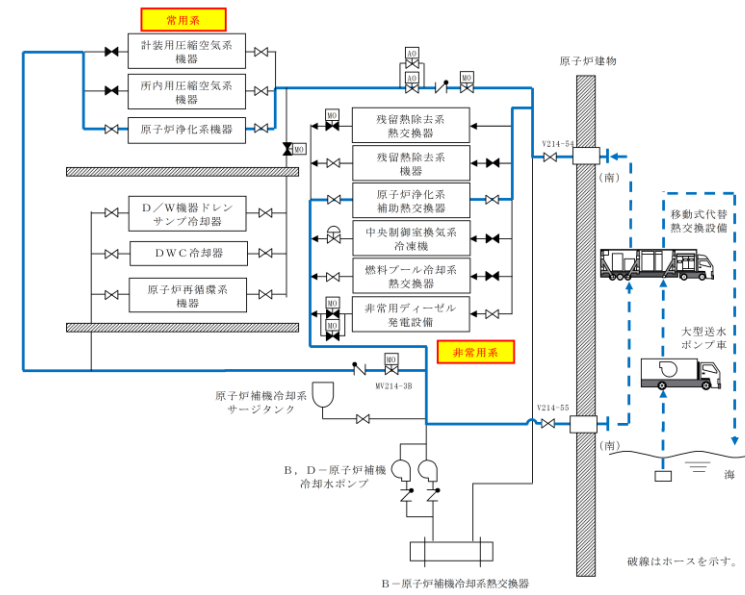 常用系
計装用圧縮空気系
機器
所内用圧縮空気系
機器
原子炉浄化系機器
AO
AO
MO
原子炉建物
MO
残留熱除去系
熱交換器
残留熱除去系
機器
原子炉浄化系
補助熱交換器
中央制御室換気系
冷凍機
燃料プール冷却系
熱交換器
非常用ディーゼル
発電設備
MO
MO
MO
D/W機器ドレン
サンプ冷却器
DWC冷却器
原子炉再循環系
機器
V214-54
(南)
移動式代替
熱交換設備
大型送水
ポンプ車
非常用系
MO
MV214-3B
原子炉補機冷却系
サージタンク
V214-55
(南)
海
B,D-原子炉補機
冷却水ポンプ
B-原子炉補機冷却系熱交換器
破線はホースを示す。